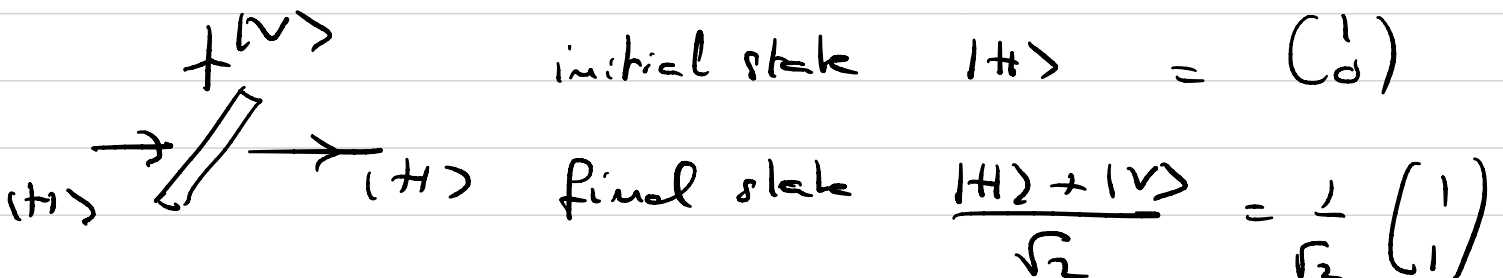 |V>
initial state |H> = (1 0)
|H> |H> final state |H> + |V> / √2 = 1/√2 (1 1)